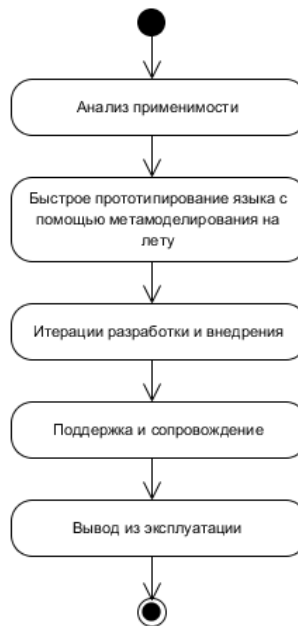 Анализ применимости
Быстрое прототипирование языка с
помощью метамоделирования на
лету
Итерации разработки и внедрения
Поддержка и сопровождение
Вывод из эксплуатации